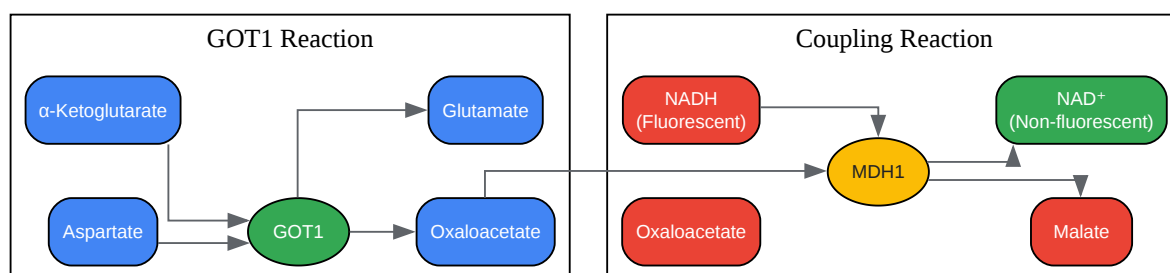 GOT1 Reaction
α-Ketoglutarate
Glutamate
Aspartate
GOT1
Oxaloacetate
Coupling Reaction
NADH
(Fluorescent)
NAD⁺
(Non-fluorescent)
MDH1
Oxaloacetate
Malate